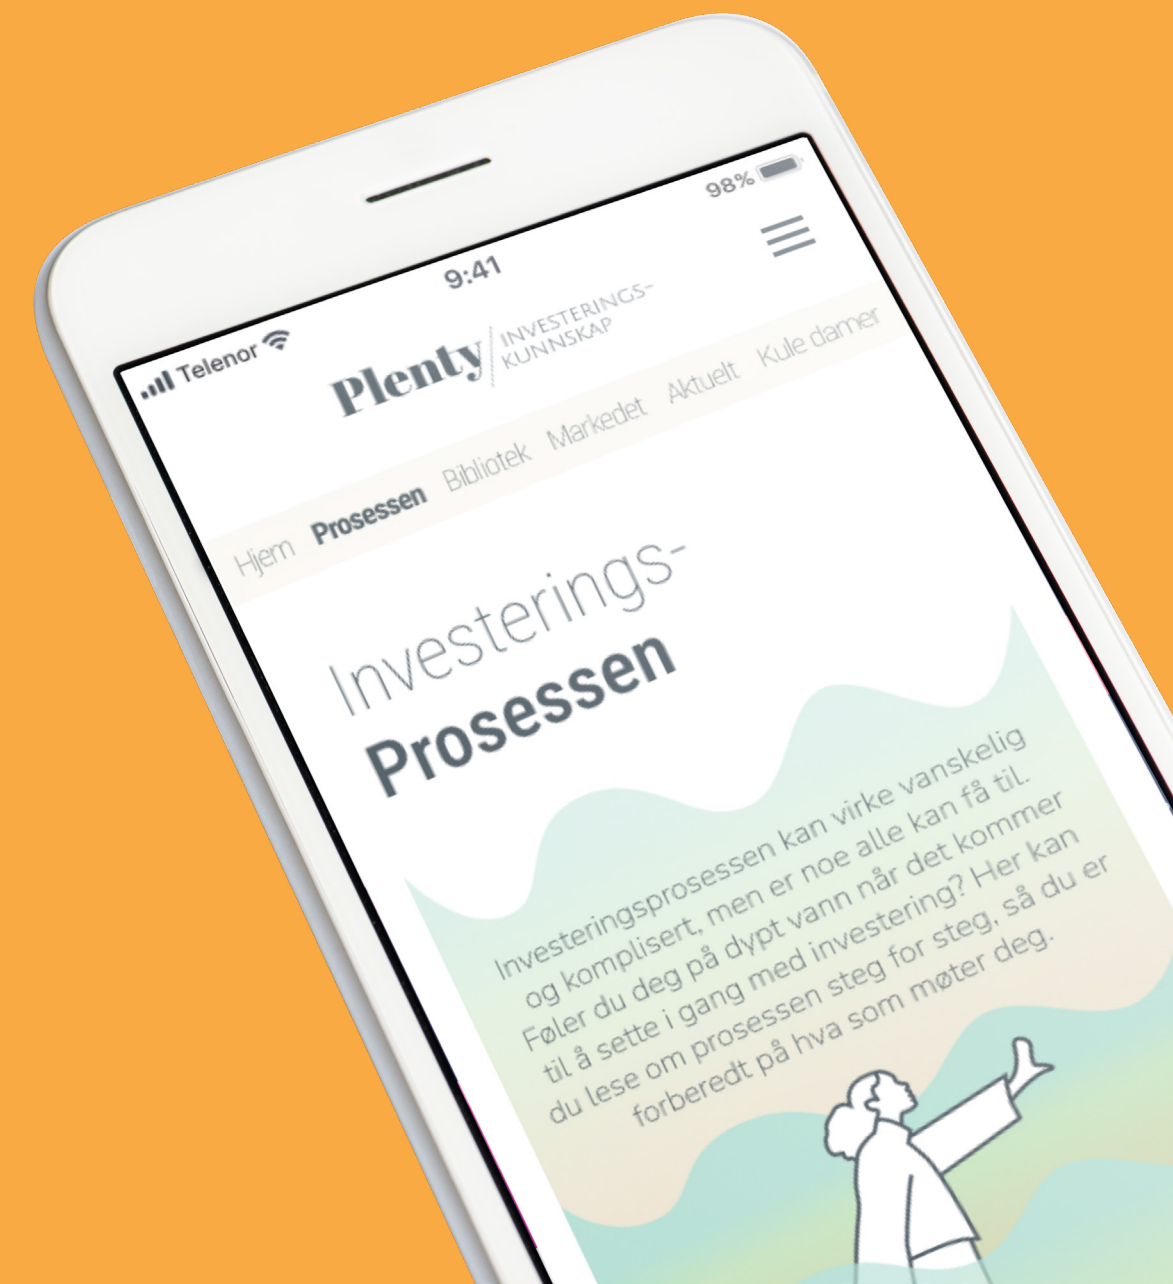 Telenor
9:41
98%
Plenty
INVESTERINGS-
KUNNSKAP
Hjem Prosessen Bibliotek Markedet Aktuelt Kule damer
Investerings-
Prosessen
Investeringsprosessen kan virke vanskelig
og komplisert, men er noe alle kan få til.
Føler du deg på dypt vann når det kommer
til å sette i gang med investering? Her kan
du lese om prosessen steg for steg, så du er
forberedt på hva som møter deg.